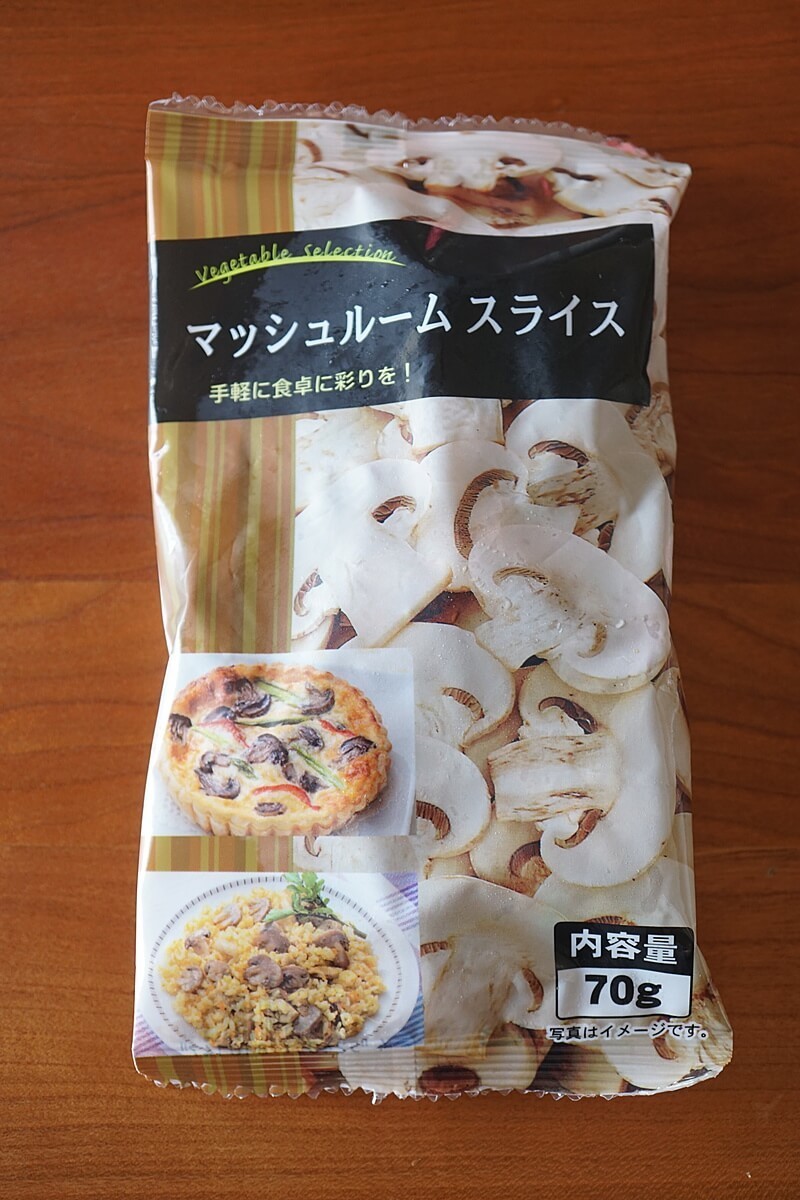 Vegetable Selection
マッシュルーム スライス
手軽に食卓に彩りを!
内容量
70g
写真はイメージです。